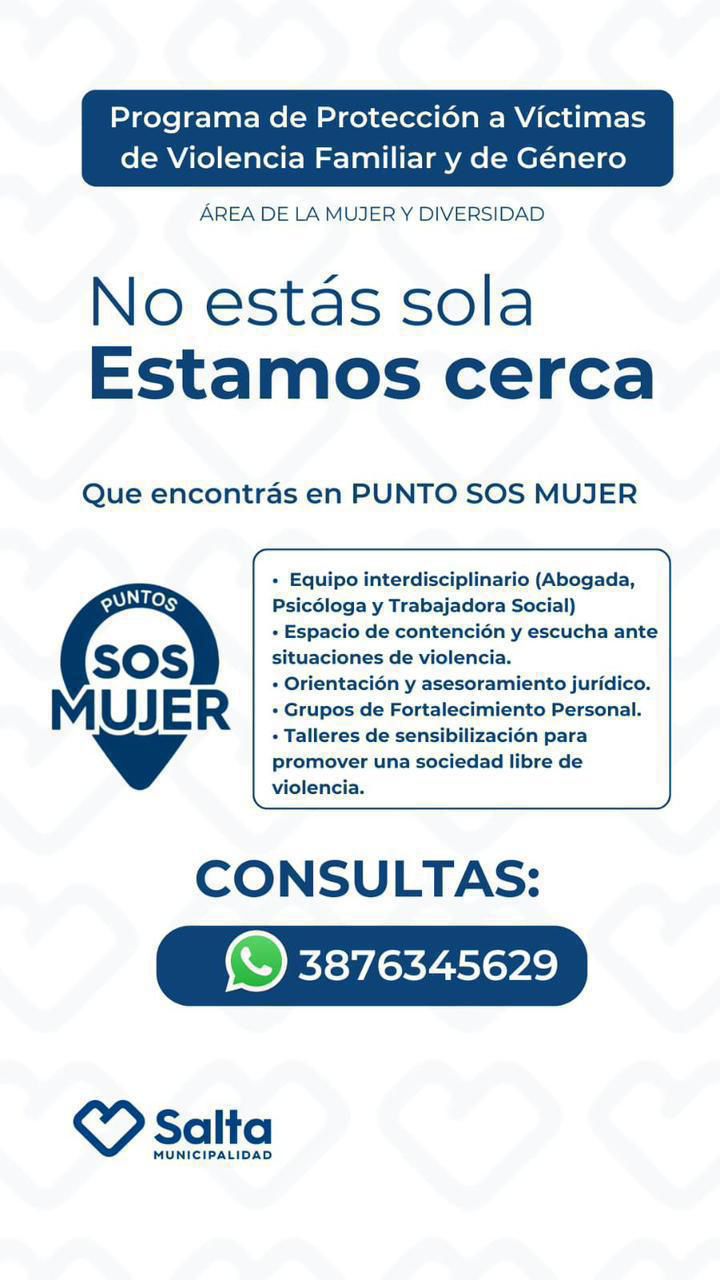 Programa de Protección a Víctimas
de Violencia Familiar y de Género
ÁREA DE LA MUJER Y DIVERSIDAD
No estás sola
Estamos cerca
Que encontrás en PUNTO SOS MUJER
PUNTOS
SOS
MUJER
• Equipo interdisciplinario (Abogada,
Psicóloga y Trabajadora Social)
• Espacio de contención y escucha ante
situaciones de violencia.
• Orientación y asesoramiento jurídico.
• Grupos de Fortalecimiento Personal.
• Talleres de sensibilización para
promover una sociedad libre de
violencia.
CONSULTAS:
3876345629
Salta
MUNICIPALIDAD